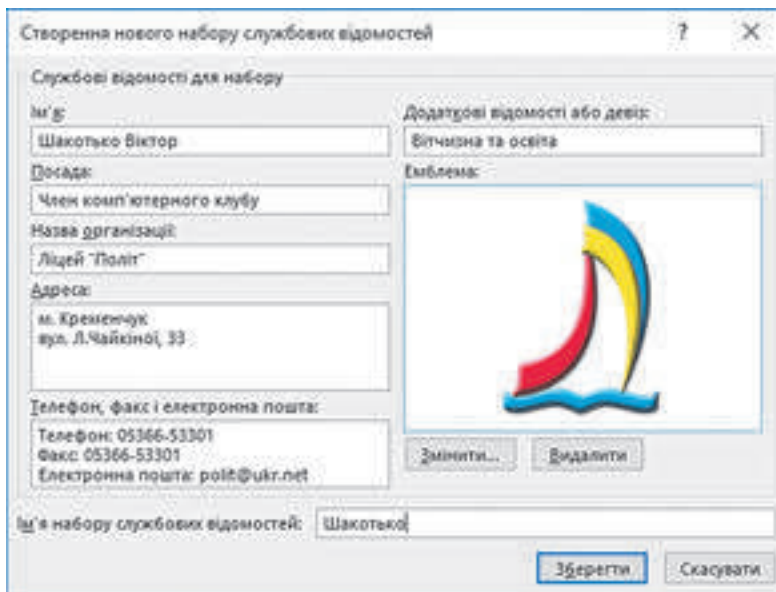 Створення нового набору службових відомостей ? ×
Службові відомості для набору
Ім'я:
Шакотько Віктор
Посада:
Член комп'ютерного клубу
Назва організації:
Ліцей "Політ"
Адреса:
м. Кременчук
вул. Л.Чайкіної, 33
Телефон, факс і електронна пошта:
Телефон: 05366-53301
Факс: 05366-53301
Електронна пошта: polit@ukr.net
Додаткові відомості або девіз:
Вітчизна та освіта
Емблема:
Змінити... Видалити
Ім'я набору службових відомостей: Шакотько
Зберегти Скасувати